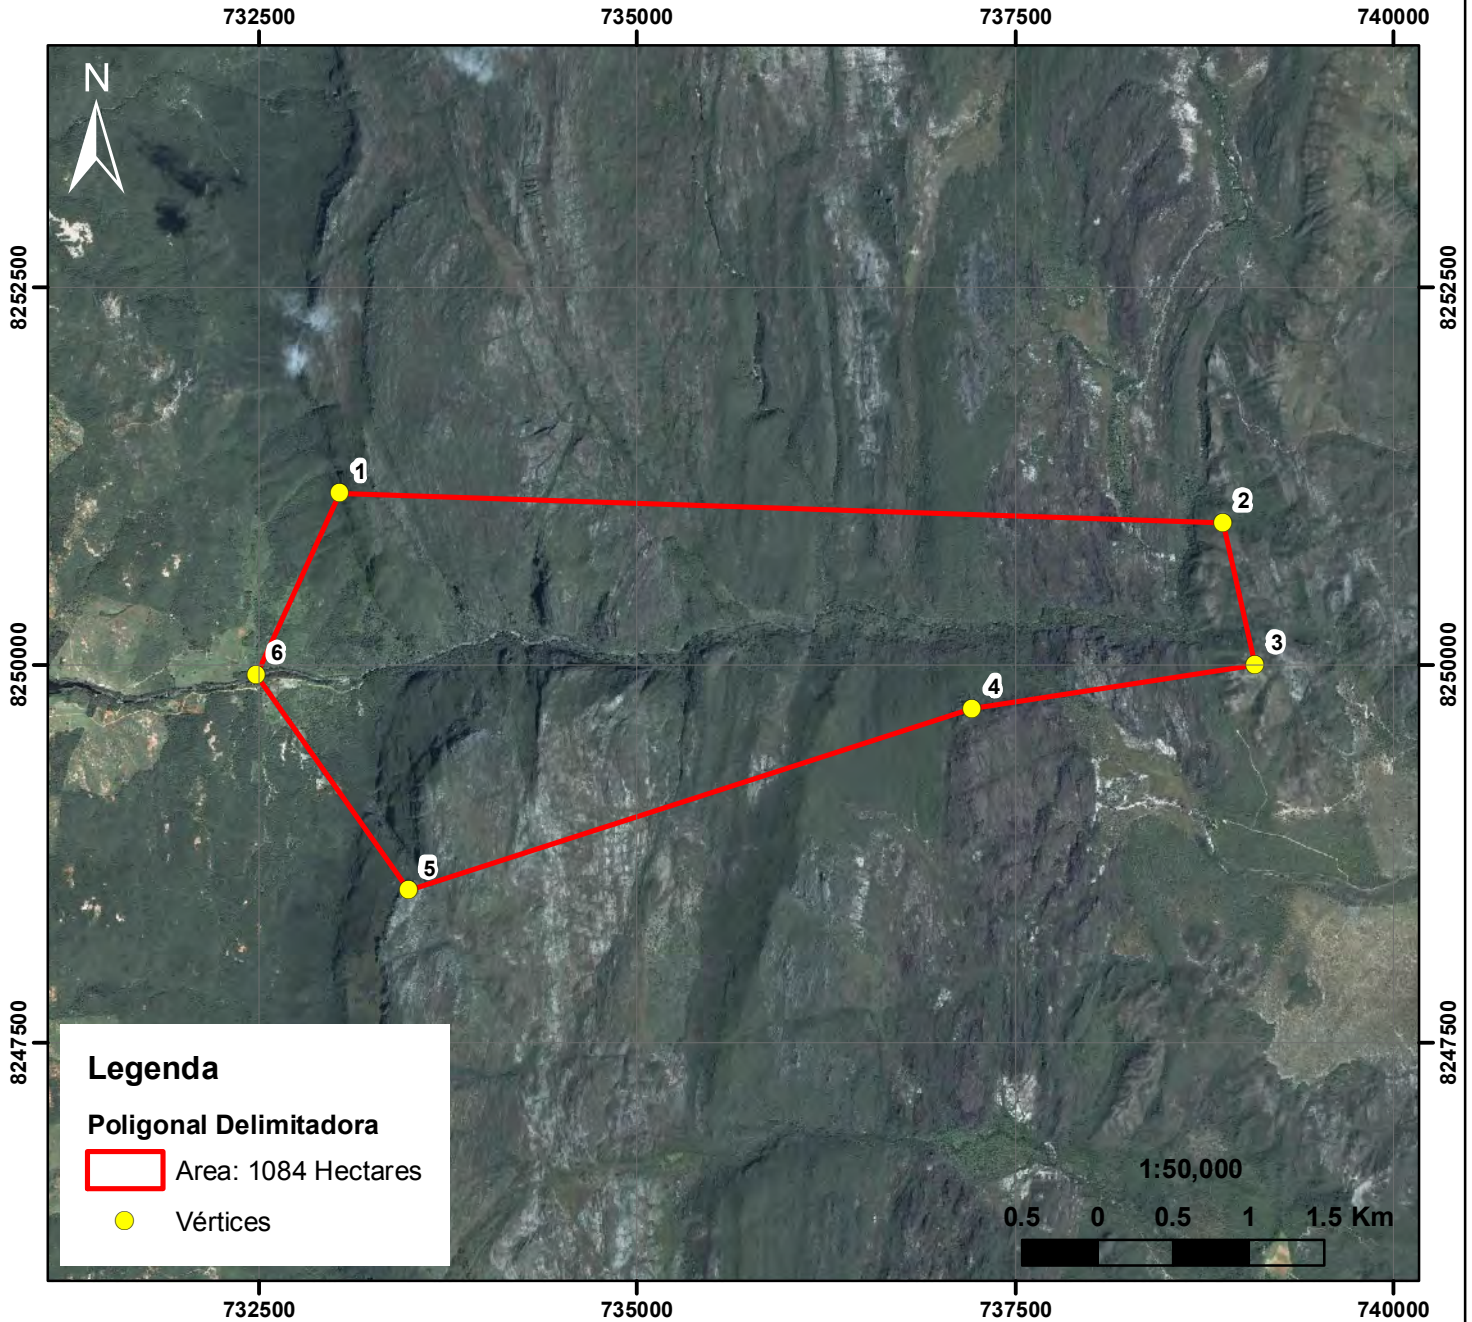 732500 735000 737500 740000
N
8252500 8252500
1
2
3
6
4
8250000 8250000
5
8247500 8247500
Legenda
Poligonal Delimitadora
Area: 1084 Hectares
Vértices
1:50,000
0.5 0 0.5 1 1.5 Km
732500 735000 737500 740000